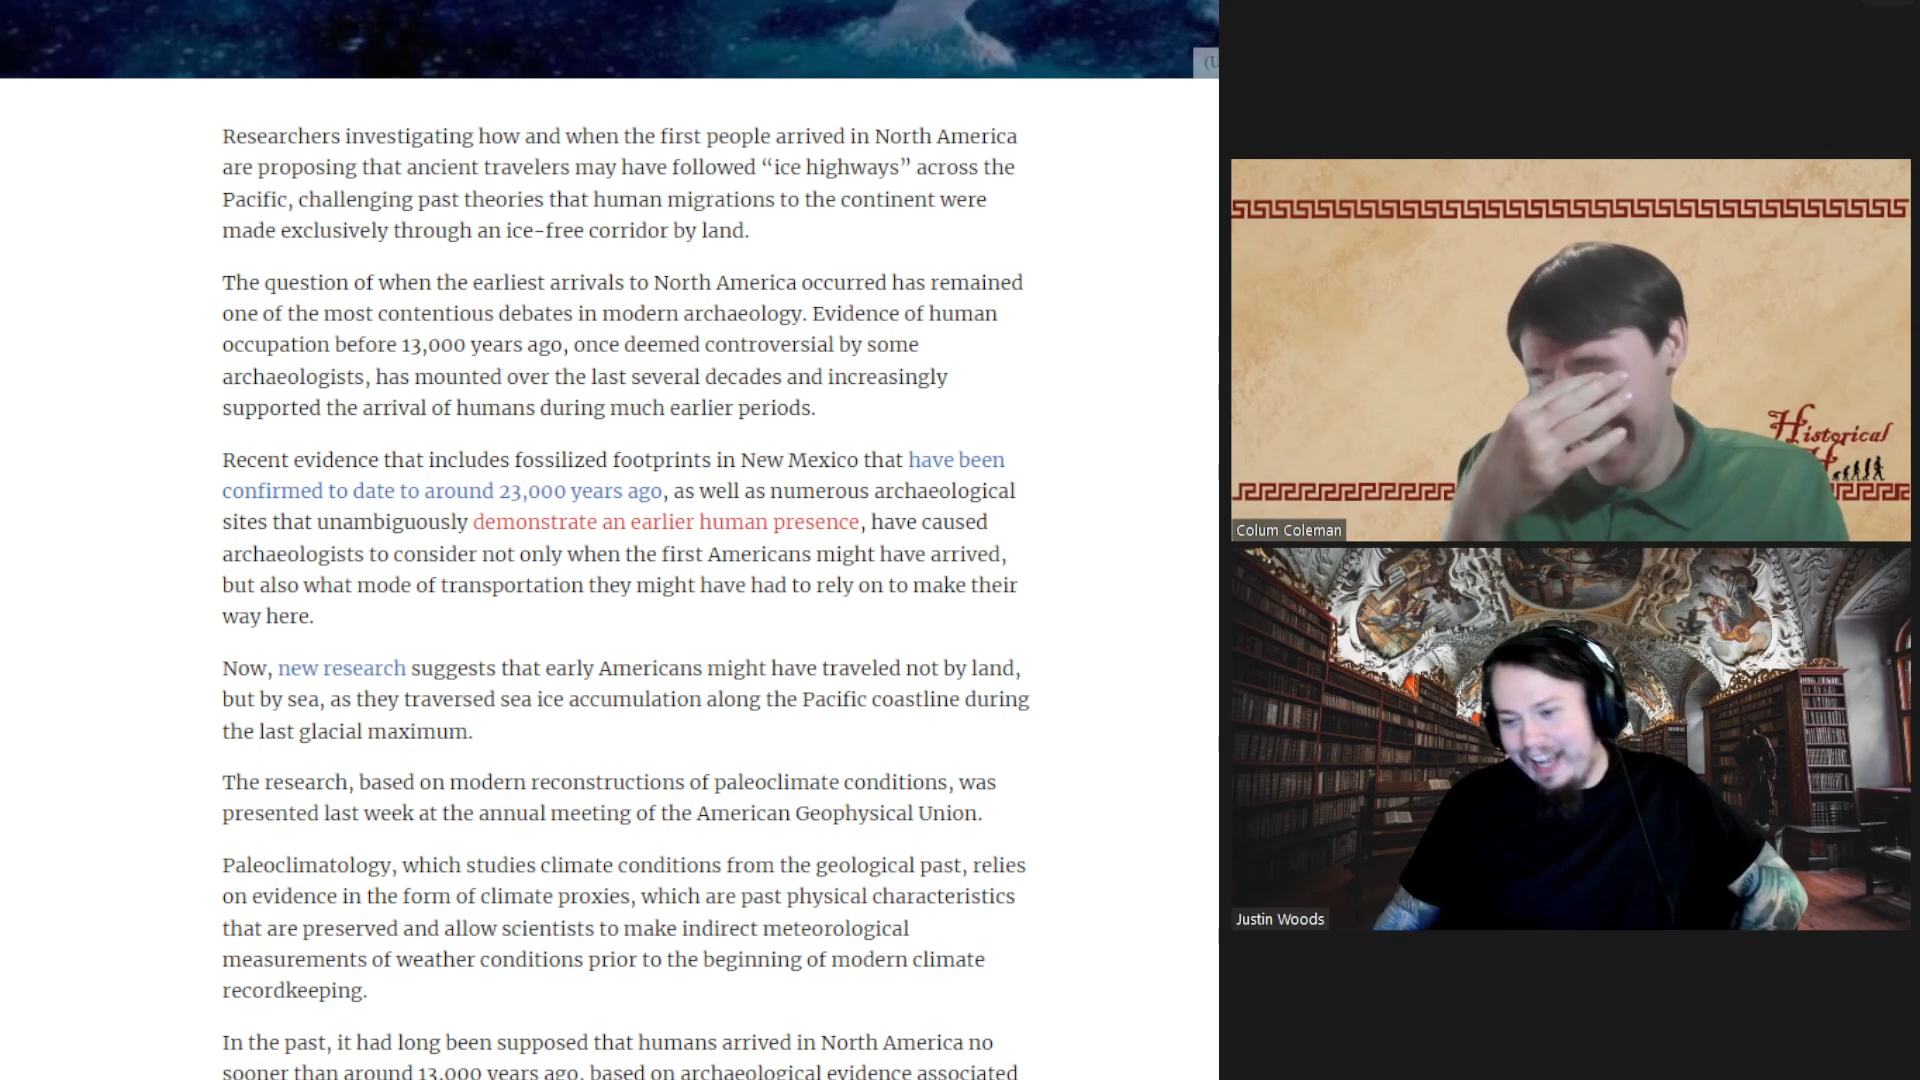 (U
Researchers investigating how and when the first people arrived in North America
are proposing that ancient travelers may have followed “ice highways” across the
Pacific, challenging past theories that human migrations to the continent were
made exclusively through an ice-free corridor by land.
The question of when the earliest arrivals to North America occurred has remained
one of the most contentious debates in modern archaeology. Evidence of human
occupation before 13,000 years ago, once deemed controversial by some
archaeologists, has mounted over the last several decades and increasingly
supported the arrival of humans during much earlier periods.
Recent evidence that includes fossilized footprints in New Mexico that have been
confirmed to date to around 23,000 years ago, as well as numerous archaeological
sites that unambiguously demonstrate an earlier human presence, have caused
archaeologists to consider not only when the first Americans might have arrived,
but also what mode of transportation they might have had to rely on to make their
way here.
Now, new research suggests that early Americans might have traveled not by land,
but by sea, as they traversed sea ice accumulation along the Pacific coastline during
the last glacial maximum.
The research, based on modern reconstructions of paleoclimate conditions, was
presented last week at the annual meeting of the American Geophysical Union.
Paleoclimatology, which studies climate conditions from the geological past, relies
on evidence in the form of climate proxies, which are past physical characteristics
that are preserved and allow scientists to make indirect meteorological
measurements of weather conditions prior to the beginning of modern climate
recordkeeping.
In the past, it had long been supposed that humans arrived in North America no
sooner than around 13,000 years ago, based on archaeological evidence associated
Historical
H
Colum Coleman
Justin Woods